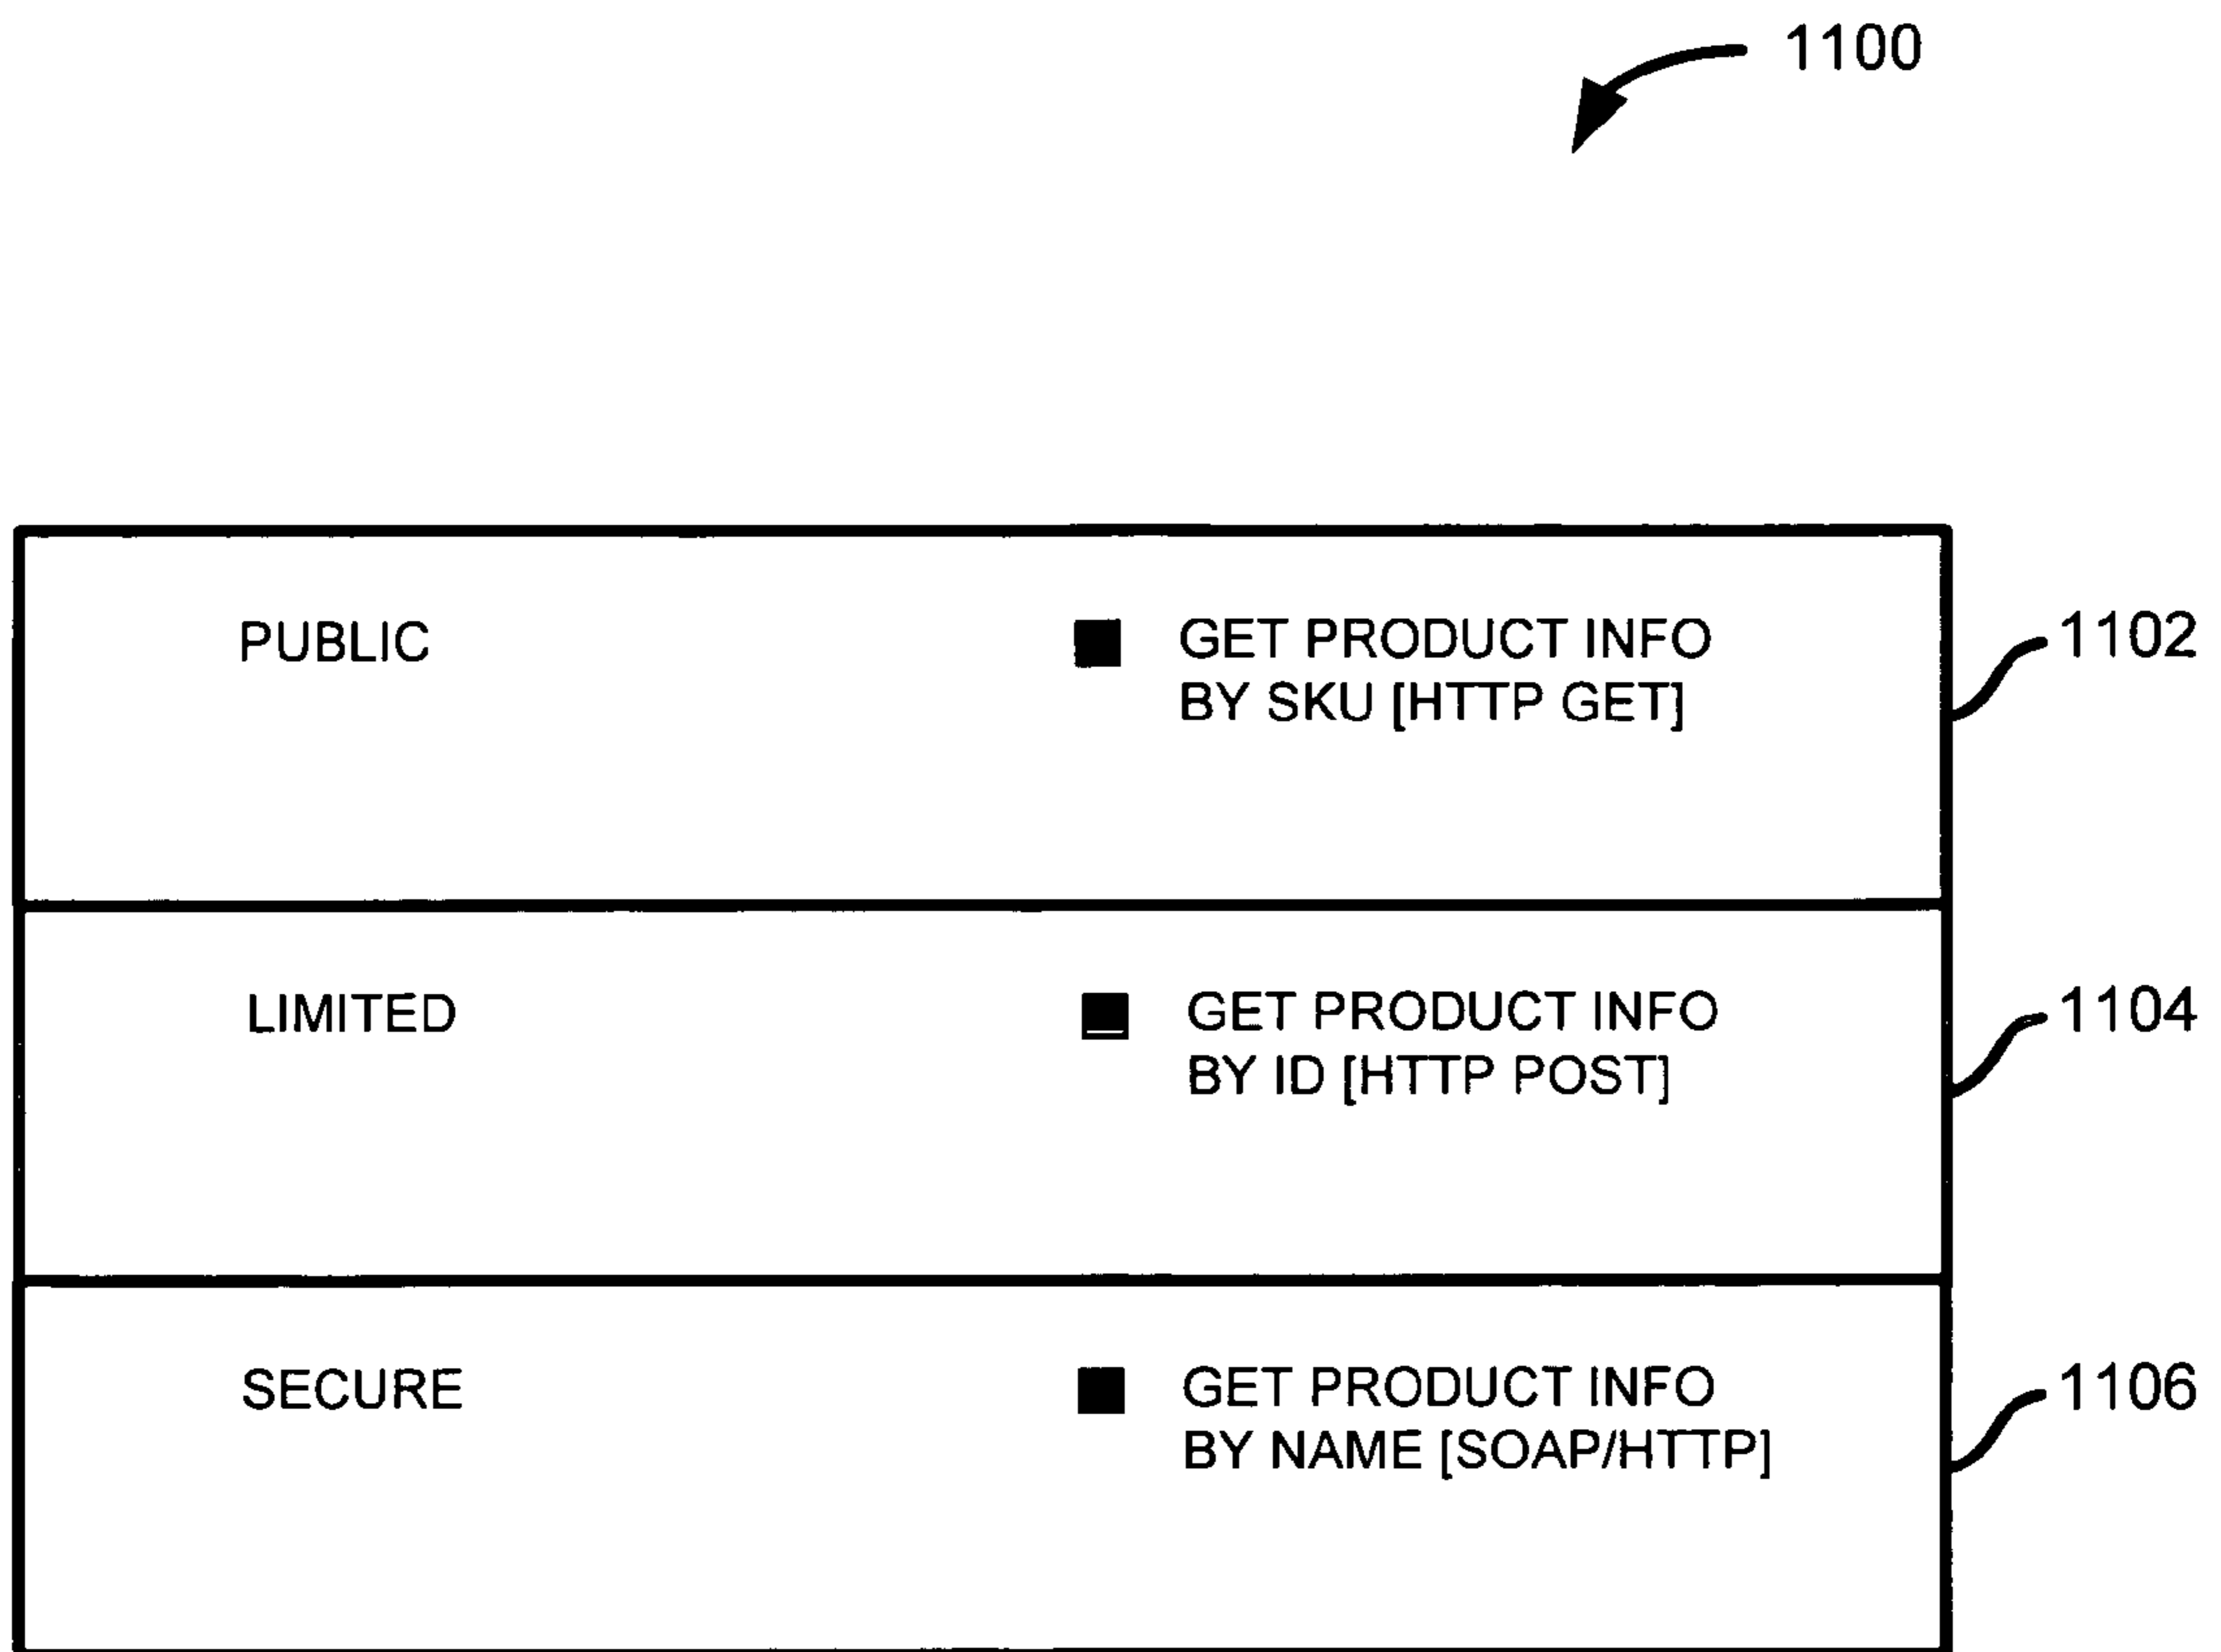 1100
PUBLIC
GET PRODUCT INFO
BY SKU [HTTP GET]
1102
LIMITED
GET PRODUCT INFO
BY ID [HTTP POST]
1104
SECURE
GET PRODUCT INFO
BY NAME [SOAP/HTTP]
1106